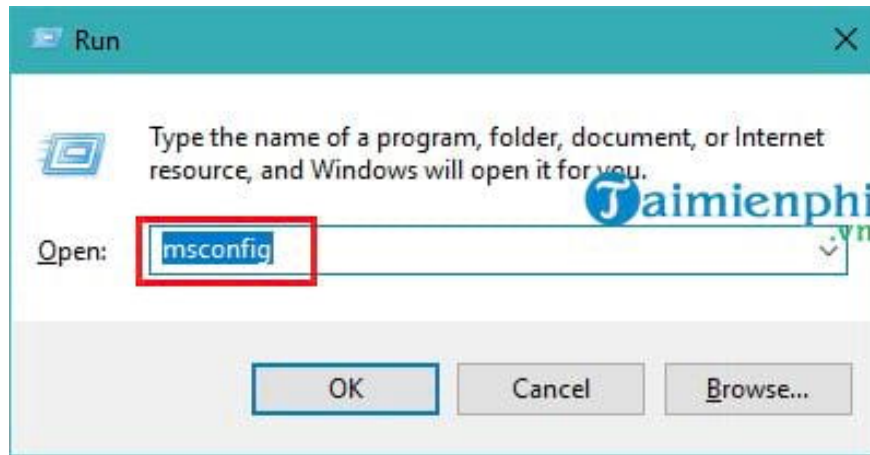 Run
Type the name of a program, folder, document, or Internet
resource, and Windows will open it for you.
Taimienphi
.vn
Open: msconfig
OK Cancel Browse...